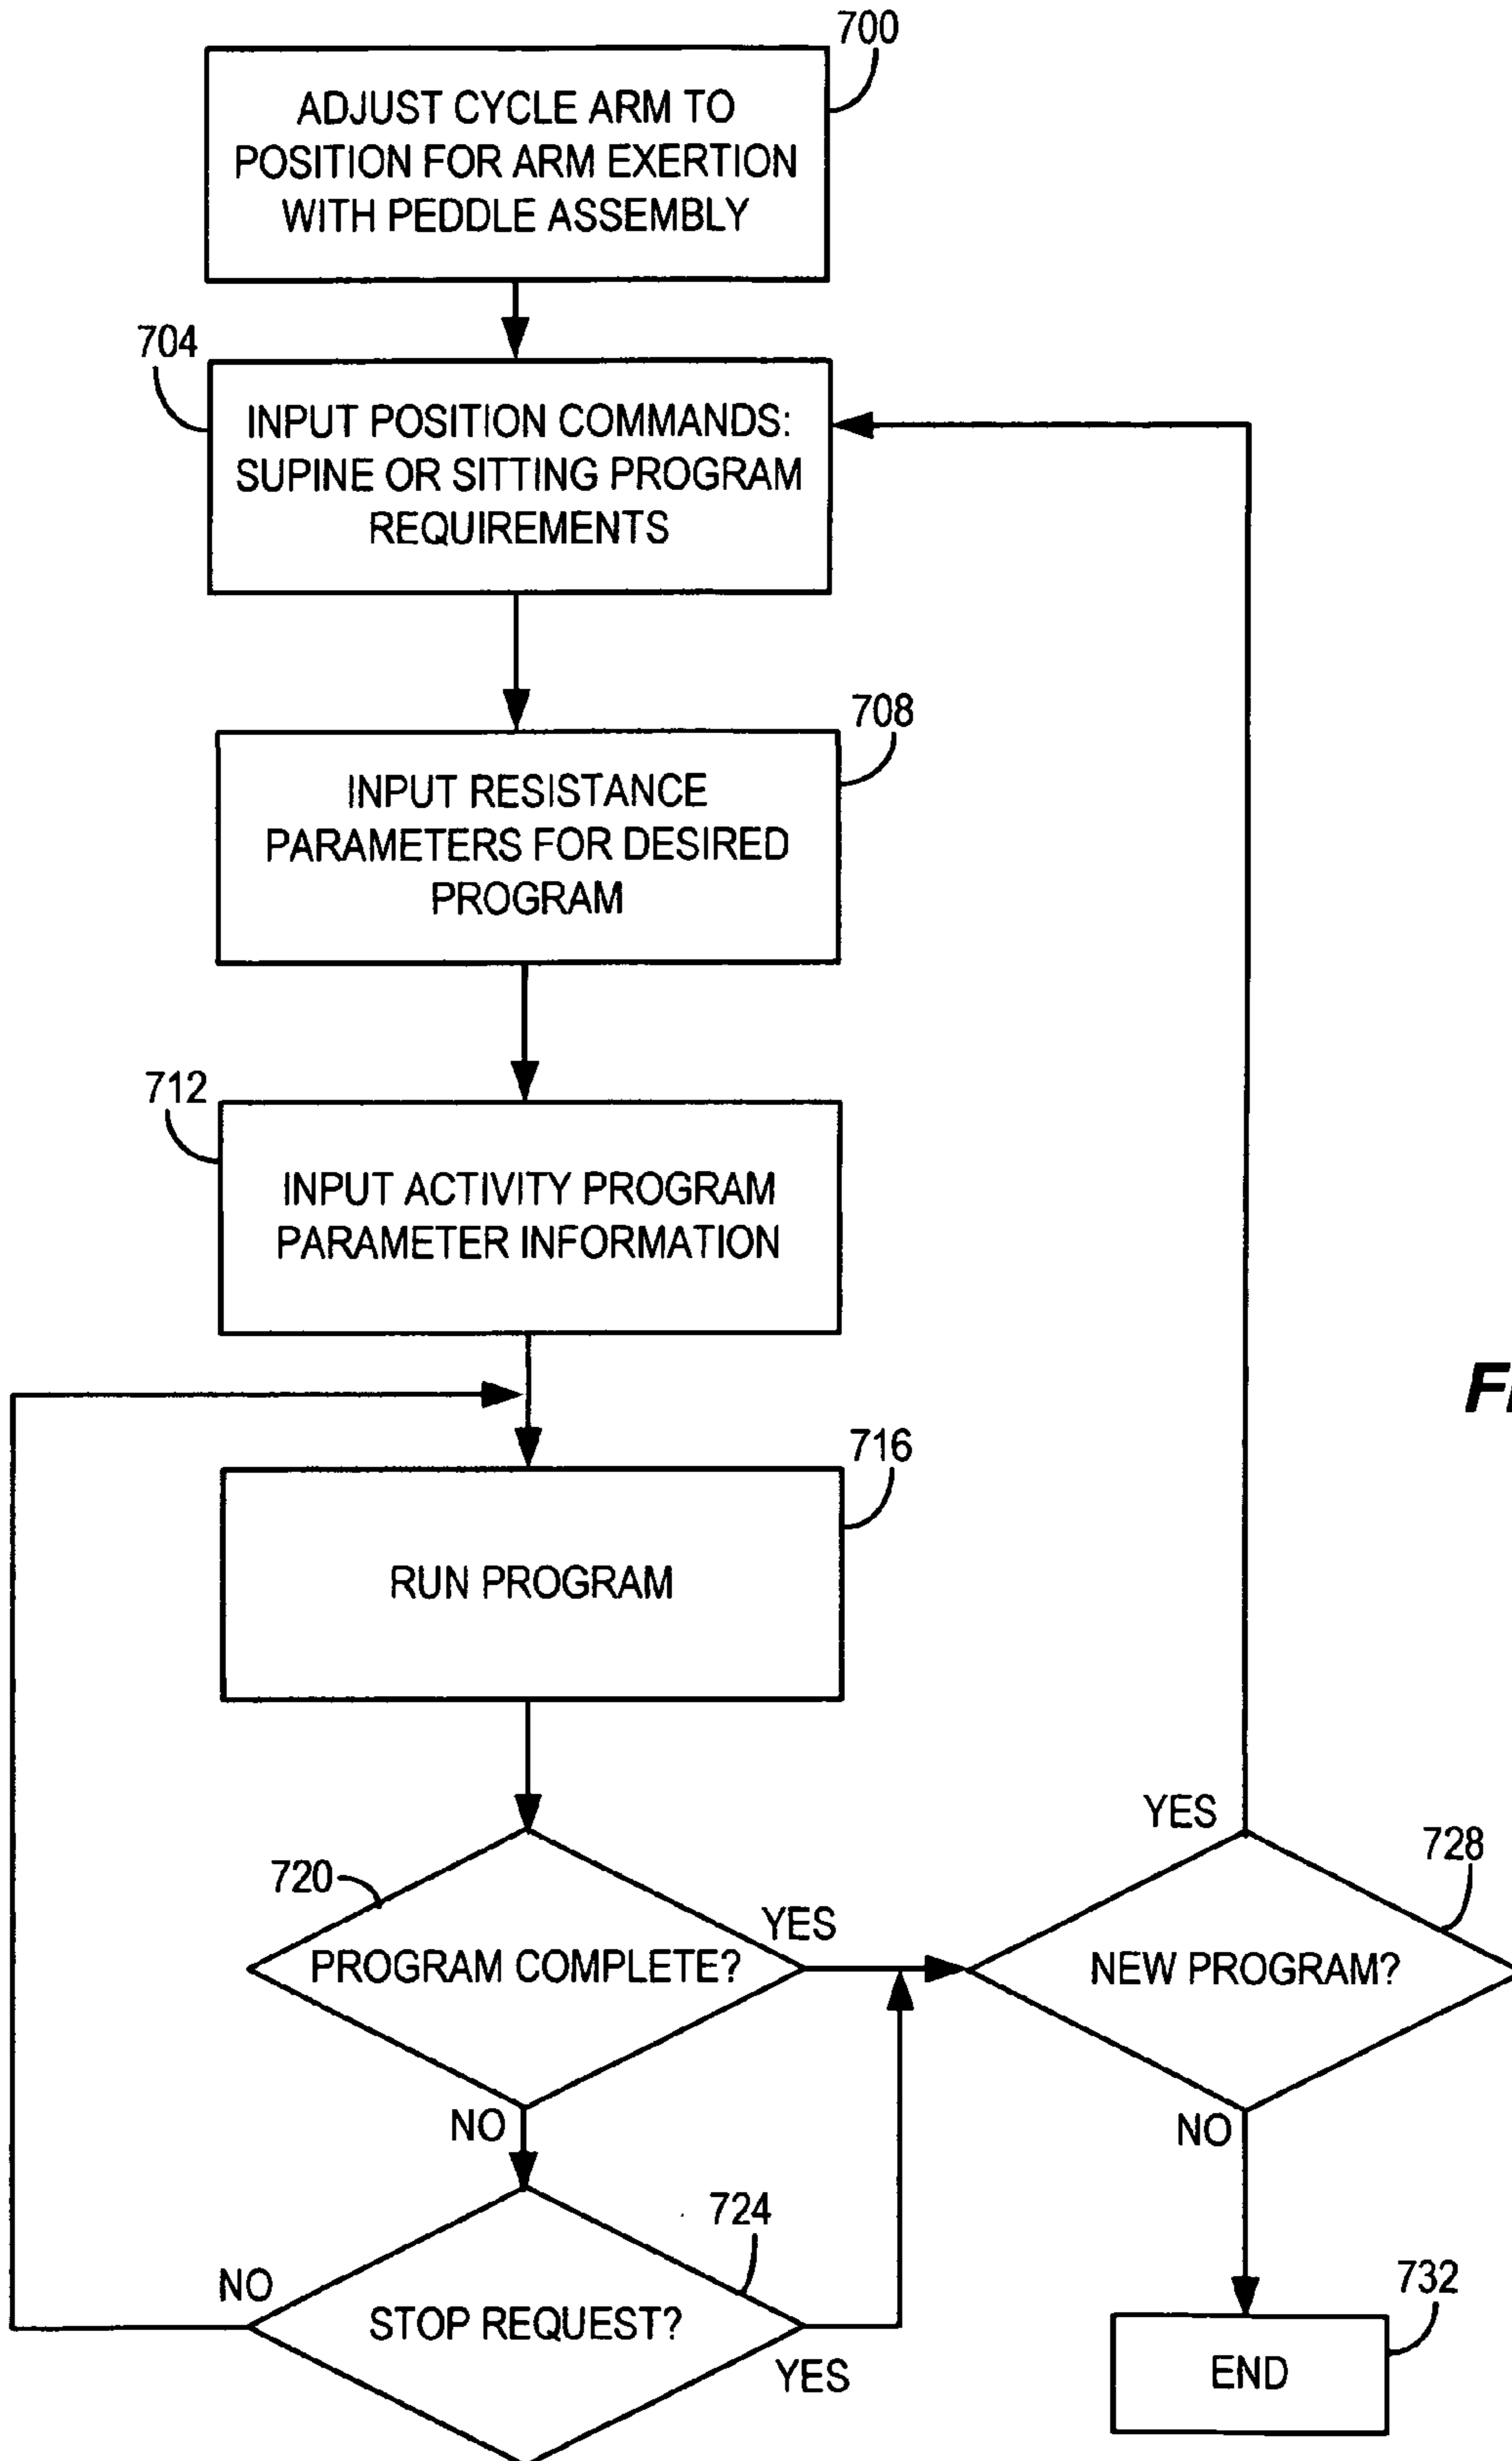 700
ADJUST CYCLE ARM TO
POSITION FOR ARM EXERTION
WITH PEDDLE ASSEMBLY
704
INPUT POSITION COMMANDS:
SUPINE OR SITTING PROGRAM
REQUIREMENTS
708
INPUT RESISTANCE
PARAMETERS FOR DESIRED
PROGRAM
712
INPUT ACTIVITY PROGRAM
PARAMETER INFORMATION
716
RUN PROGRAM
720
PROGRAM COMPLETE?
YES
NO
YES
728
NEW PROGRAM?
NO
724
STOP REQUEST?
NO
YES
732
END